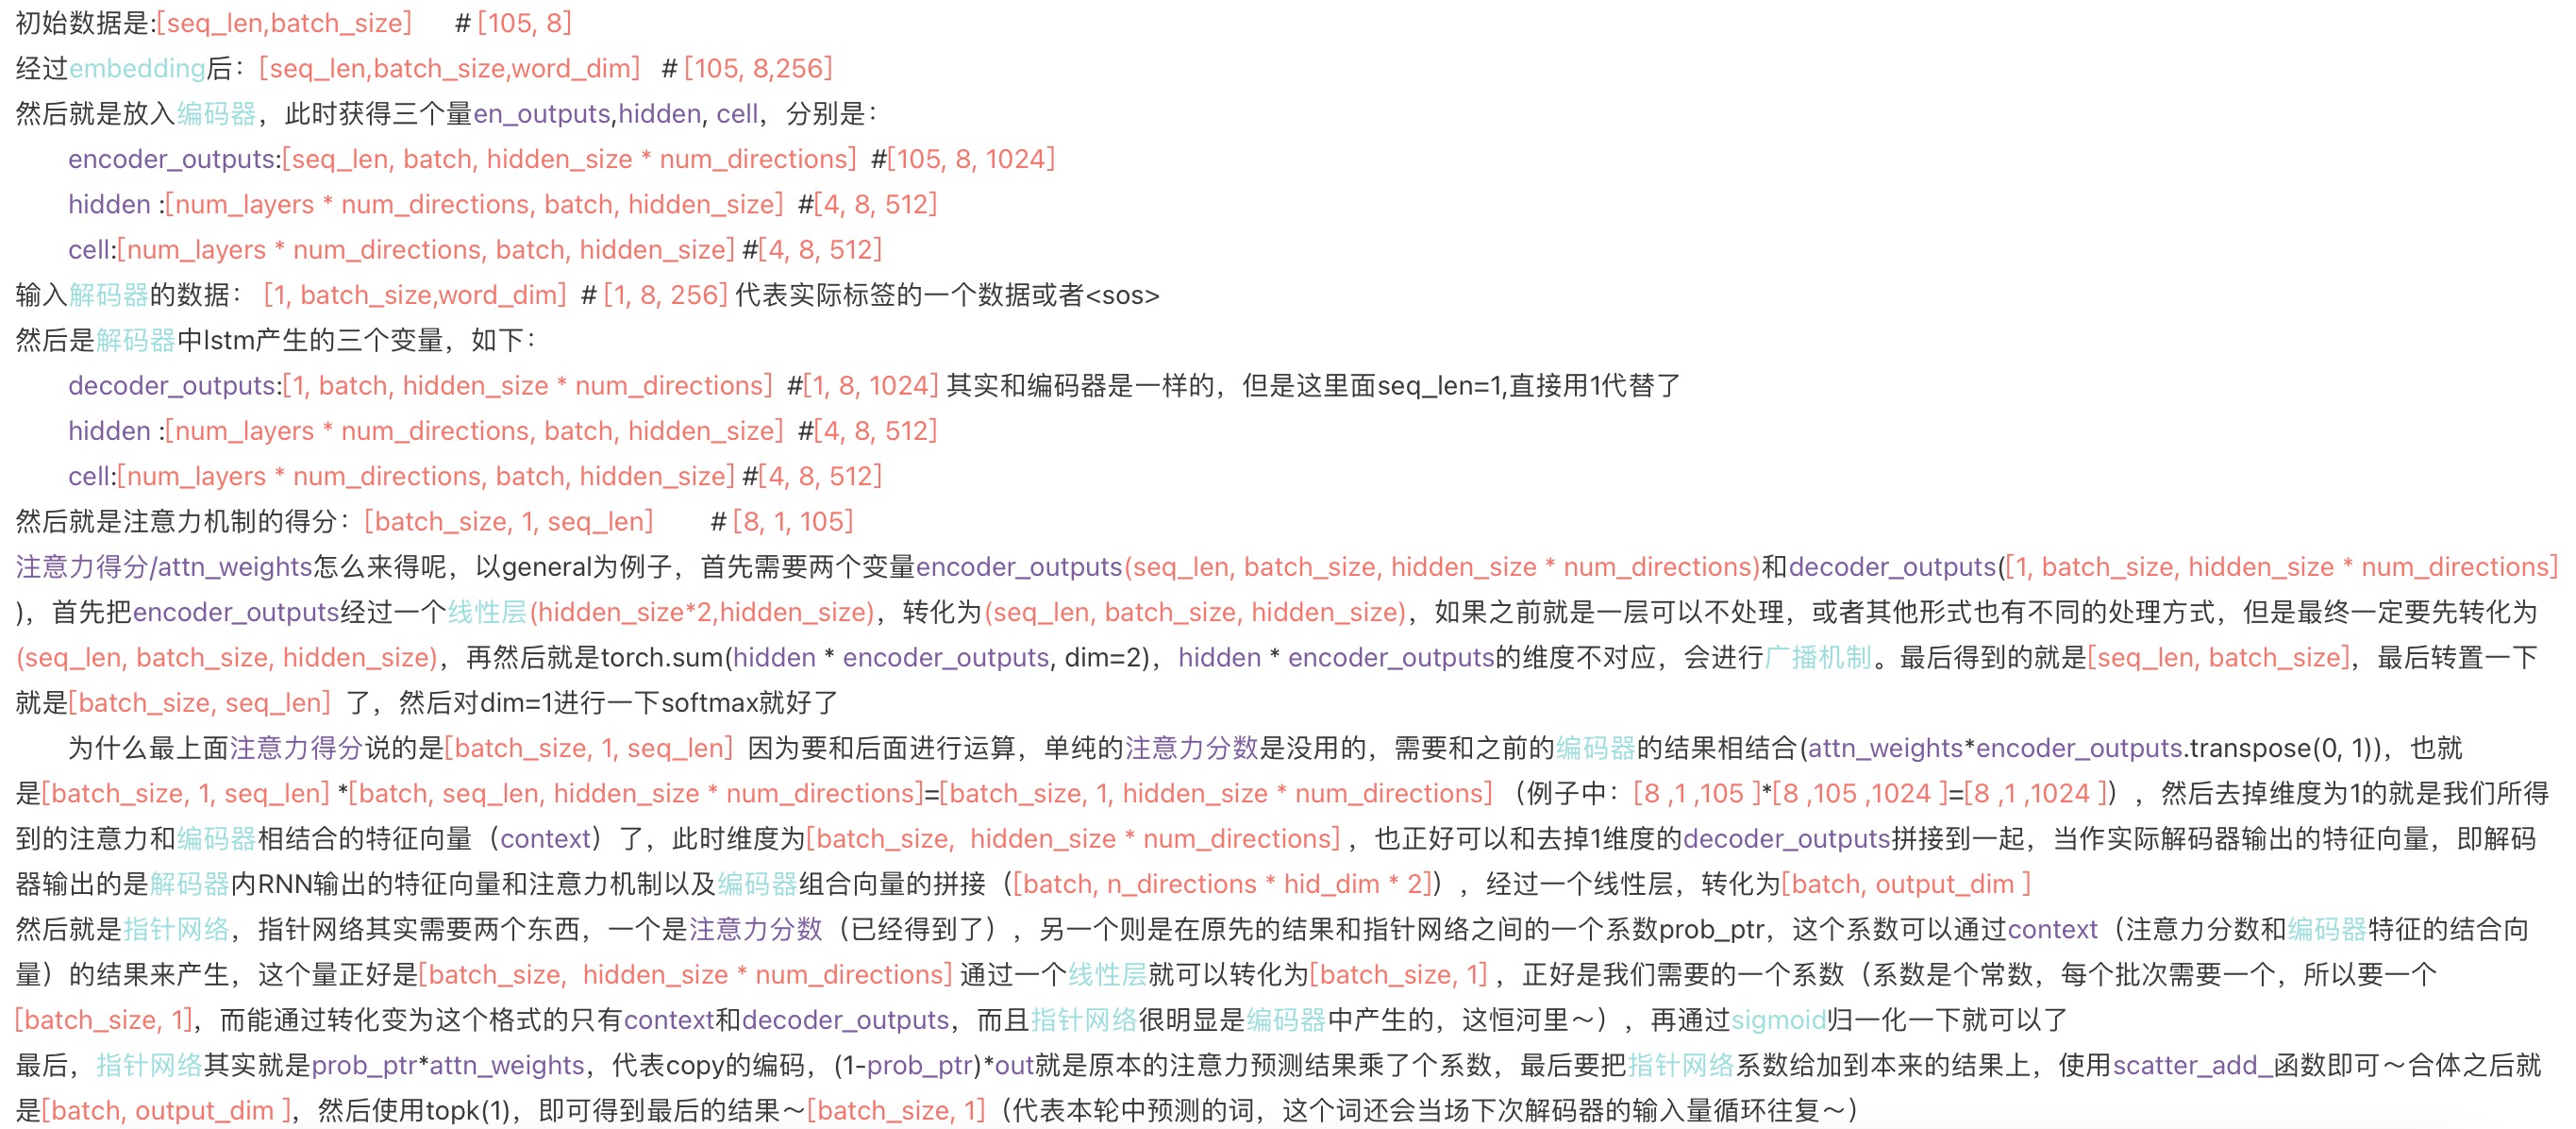 初始数据是:[seq_len,batch_size] # [105, 8]
经过embedding后：[seq_len,batch_size,word_dim] # [105, 8,256]
然后就是放入编码器，此时获得三个量en_outputs,hidden, cell，分别是：
encoder_outputs:[seq_len, batch, hidden_size * num_directions] #[105, 8, 1024]
hidden :[num_layers * num_directions, batch, hidden_size] #[4, 8, 512]
cell:[num_layers * num_directions, batch, hidden_size] #[4, 8, 512]
输入解码器的数据： [1, batch_size,word_dim] # [1, 8, 256] 代表实际标签的一个数据或者<sos>
然后是解码器中lstm产生的三个变量，如下：
decoder_outputs:[1, batch, hidden_size * num_directions] #[1, 8, 1024] 其实和编码器是一样的，但是这里面seq_len=1,直接用1代替了
hidden :[num_layers * num_directions, batch, hidden_size] #[4, 8, 512]
cell:[num_layers * num_directions, batch, hidden_size] #[4, 8, 512]
然后就是注意力机制的得分：[batch_size, 1, seq_len] # [8, 1, 105]
注意力得分/attn_weights怎么来得呢，以general为例子，首先需要两个变量encoder_outputs(seq_len, batch_size, hidden_size * num_directions)和decoder_outputs([1, batch_size, hidden_size * num_directions]
)，首先把encoder_outputs经过一个线性层(hidden_size*2,hidden_size)，转化为(seq_len, batch_size, hidden_size)，如果之前就是一层可以不处理，或者其他形式也有不同的处理方式，但是最终一定要先转化为
(seq_len, batch_size, hidden_size)，再然后就是torch.sum(hidden * encoder_outputs, dim=2)，hidden * encoder_outputs的维度不对应，会进行广播机制。最后得到的就是[seq_len, batch_size]，最后转置一下
就是[batch_size, seq_len] 了，然后对dim=1进行一下softmax就好了
为什么最上面注意力得分说的是[batch_size, 1, seq_len] 因为要和后面进行运算，单纯的注意力分数是没用的，需要和之前的编码器的结果相结合(attn_weights*encoder_outputs.transpose(0, 1))，也就
是[batch_size, 1, seq_len] *[batch, seq_len, hidden_size * num_directions]=[batch_size, 1, hidden_size * num_directions] （例子中：[8 ,1 ,105 ]*[8 ,105 ,1024 ]=[8 ,1 ,1024 ]），然后去掉维度为1的就是我们所得
到的注意力和编码器相结合的特征向量（context）了，此时维度为[batch_size, hidden_size * num_directions]，也正好可以和去掉1维度的decoder_outputs拼接到一起，当作实际解码器输出的特征向量，即解码
器输出的是解码器内RNN输出的特征向量和注意力机制以及编码器组合向量的拼接（[batch, n_directions * hid_dim * 2]），经过一个线性层，转化为[batch, output_dim ]
然后就是指针网络，指针网络其实需要两个东西，一个是注意力分数（已经得到了），另一个则是在原先的结果和指针网络之间的一个系数prob_ptr，这个系数可以通过context（注意力分数和编码器特征的结合向
量）的结果来产生，这个量正好是[batch_size, hidden_size * num_directions] 通过一个线性层就可以转化为[batch_size, 1]，正好是我们需要的一个系数（系数是个常数，每个批次需要一个，所以要一个
[batch_size, 1]，而能通过转化变为这个格式的只有context和decoder_outputs，而且指针网络很明显是编码器中产生的，这恒河里～），再通过sigmoid归一化一下就可以了
最后，指针网络其实就是prob_ptr*attn_weights，代表copy的编码，(1-prob_ptr)*out就是原本的注意力预测结果乘了个系数，最后要把指针网络系数给加到本来的结果上，使用scatter_add_函数即可～合体之后就
是[batch, output_dim ]，然后使用topk(1)，即可得到最后的结果～[batch_size, 1]（代表本轮中预测的词，这个词还会当场下次解码器的输入量循环往复～）